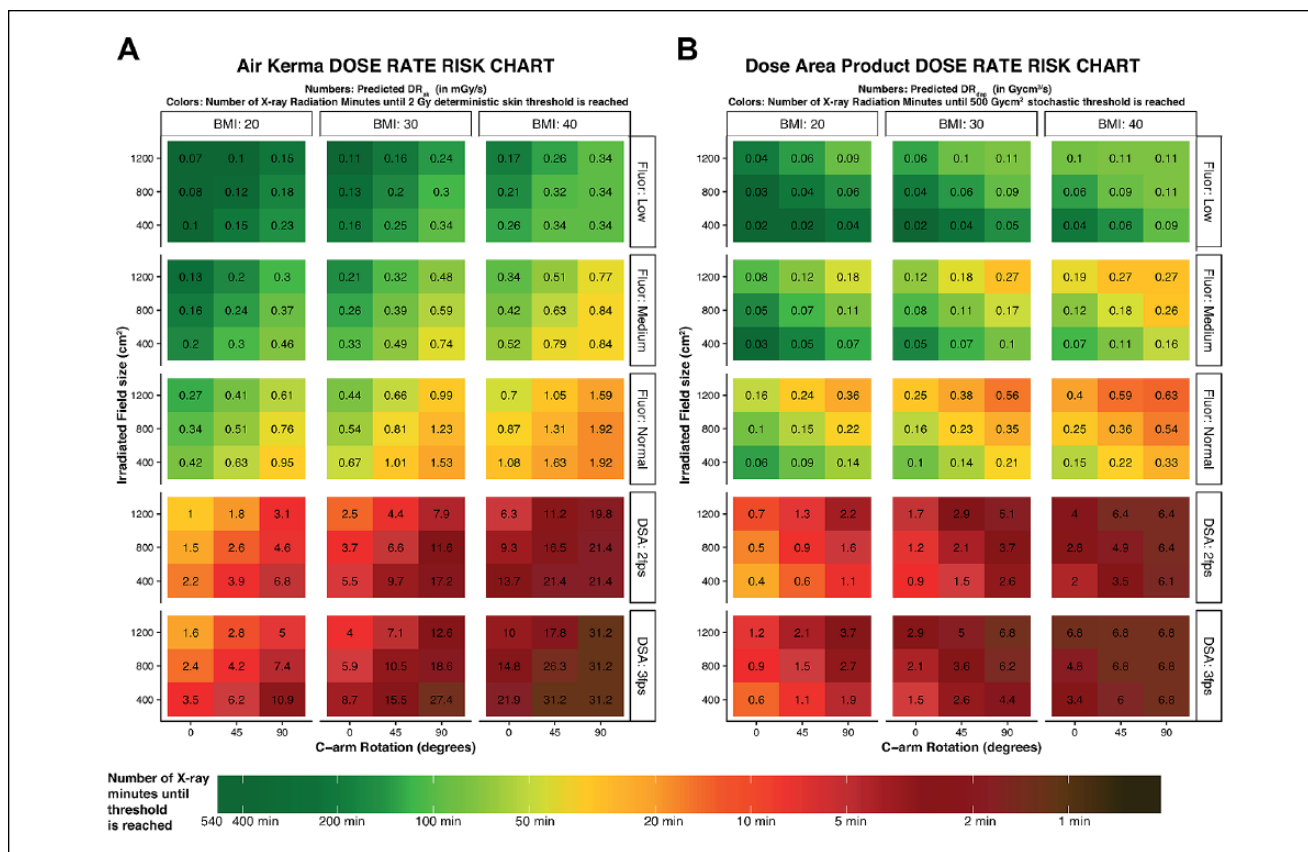 A
Air Kerma DOSE RATE RISK CHART
Numbers: Predicted DRak (in mGy/s)
Colors: Number of X-ray Radiation Minutes until 2 Gy deterministic skin threshold is reached
BMI: 20 BMI: 30 BMI: 40
Irradiated Field size (cm²)
1200 0.07 0.1 0.15 0.11 0.16 0.24 0.17 0.26 0.34
800 0.08 0.12 0.18 0.13 0.2 0.3 0.21 0.32 0.34
400 0.1 0.15 0.23 0.16 0.25 0.34 0.26 0.34 0.34
Fluor: Low
1200 0.13 0.2 0.3 0.21 0.32 0.48 0.34 0.51 0.77
800 0.16 0.24 0.37 0.26 0.39 0.59 0.42 0.63 0.84
400 0.2 0.3 0.46 0.33 0.49 0.74 0.52 0.79 0.84
Fluor: Medium
1200 0.27 0.41 0.61 0.44 0.66 0.99 0.7 1.05 1.59
800 0.34 0.51 0.76 0.54 0.81 1.23 0.87 1.31 1.92
400 0.42 0.63 0.95 0.67 1.01 1.53 1.08 1.63 1.92
Fluor: Normal
1200 1 1.8 3.1 2.5 4.4 7.9 6.3 11.2 19.8
800 1.5 2.6 4.6 3.7 6.6 11.6 9.3 16.5 21.4
400 2.2 3.9 6.8 5.5 9.7 17.2 13.7 21.4 21.4
DSA: 2fps
1200 1.6 2.8 5 4 7.1 12.6 10 17.8 31.2
800 2.4 4.2 7.4 5.9 10.5 18.6 14.8 26.3 31.2
400 3.5 6.2 10.9 8.7 15.5 27.4 21.9 31.2 31.2
DSA: 3fps
0 45 90 0 45 90 0 45 90
C-arm Rotation (degrees)
B
Dose Area Product DOSE RATE RISK CHART
Numbers: Predicted DRdap (in Gycm²/s)
Colors: Number of X-ray Radiation Minutes until 500 Gycm² stochastic threshold is reached
BMI: 20 BMI: 30 BMI: 40
Irradiated Field size (cm²)
1200 0.04 0.06 0.09 0.06 0.1 0.11 0.1 0.11 0.11
800 0.03 0.04 0.06 0.04 0.06 0.09 0.06 0.09 0.11
400 0.02 0.02 0.04 0.02 0.04 0.05 0.04 0.06 0.09
Fluor: Low
1200 0.08 0.12 0.18 0.12 0.18 0.27 0.19 0.27 0.27
800 0.05 0.07 0.11 0.08 0.11 0.17 0.12 0.18 0.26
400 0.03 0.05 0.07 0.05 0.07 0.1 0.07 0.11 0.16
Fluor: Medium
1200 0.16 0.24 0.36 0.25 0.38 0.56 0.4 0.59 0.63
800 0.1 0.15 0.22 0.16 0.23 0.35 0.25 0.36 0.54
400 0.06 0.09 0.14 0.1 0.14 0.21 0.15 0.22 0.33
Fluor: Normal
1200 0.7 1.3 2.2 1.7 2.9 5.1 4 6.4 6.4
800 0.5 0.9 1.6 1.2 2.1 3.7 2.8 4.9 6.4
400 0.4 0.6 1.1 0.9 1.5 2.6 2 3.5 6.1
DSA: 2fps
1200 1.2 2.1 3.7 2.9 5 6.8 6.8 6.8 6.8
800 0.9 1.5 2.7 2.1 3.6 6.2 4.8 6.8 6.8
400 0.6 1.1 1.9 1.5 2.6 4.4 3.4 6 6.8
DSA: 3fps
0 45 90 0 45 90 0 45 90
C-arm Rotation (degrees)
Number of X-ray
minutes until
threshold
is reached
540 400 min 200 min 100 min 50 min 20 min 10 min 5 min 2 min 1 min